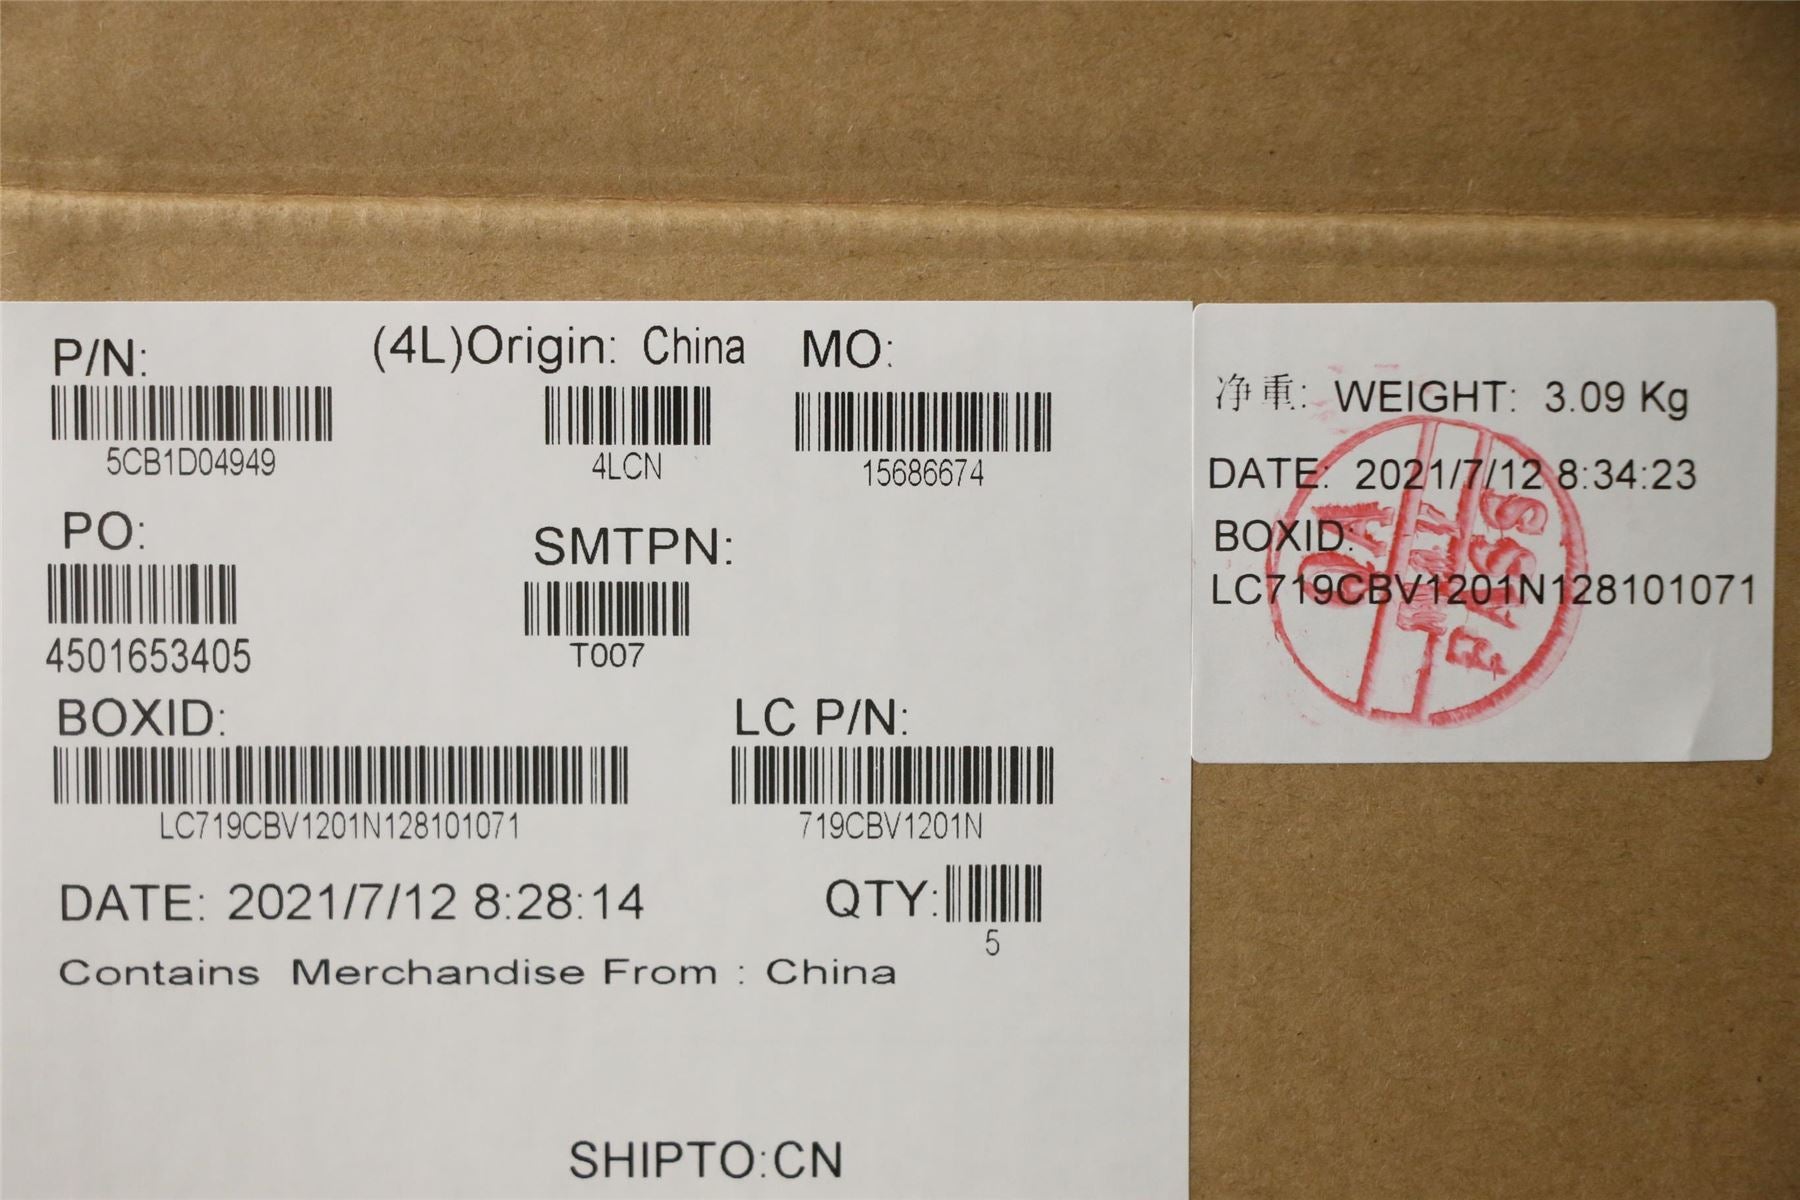 P/N:
(4L)Origin: China
MO:
5CB1D04949
4LCN
15686674
PO:
SMTPN:
4501653405
T007
BOXID:
LC P/N:
LC719CBV1201N128101071
719CBV1201N
DATE: 2021/7/12 8:28:14
QTY:
5
Contains Merchandise From : China
SHIPTO:CN
净重: WEIGHT: 3.09 Kg
DATE: 2021/7/12 8:34:23
BOXID:
LC719CBV1201N128101071
QA
PASS